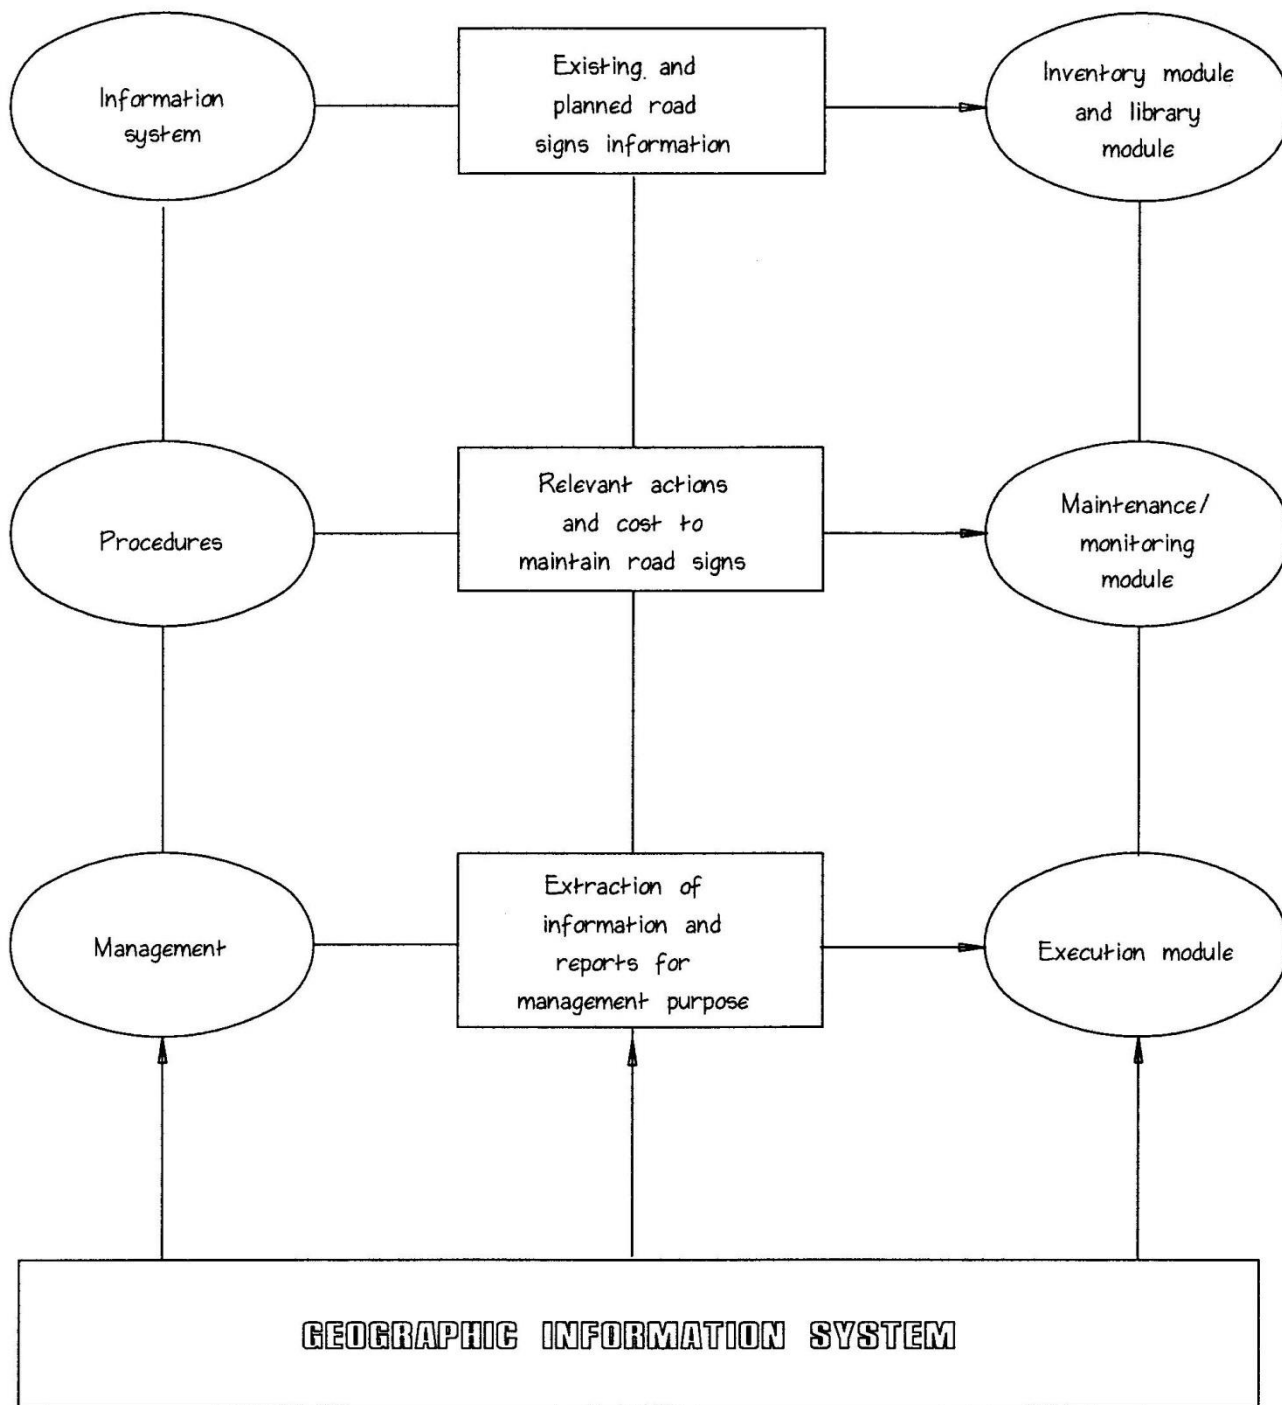 Information
system
Existing and
planned road
signs information
Inventory module
and library
module
Procedures
Relevant actions
and cost to
maintain road signs
Maintenance/
monitoring
module
Management
Extraction of
information and
reports for
management purpose
Execution module
GEOGRAPHIC INFORMATION SYSTEM